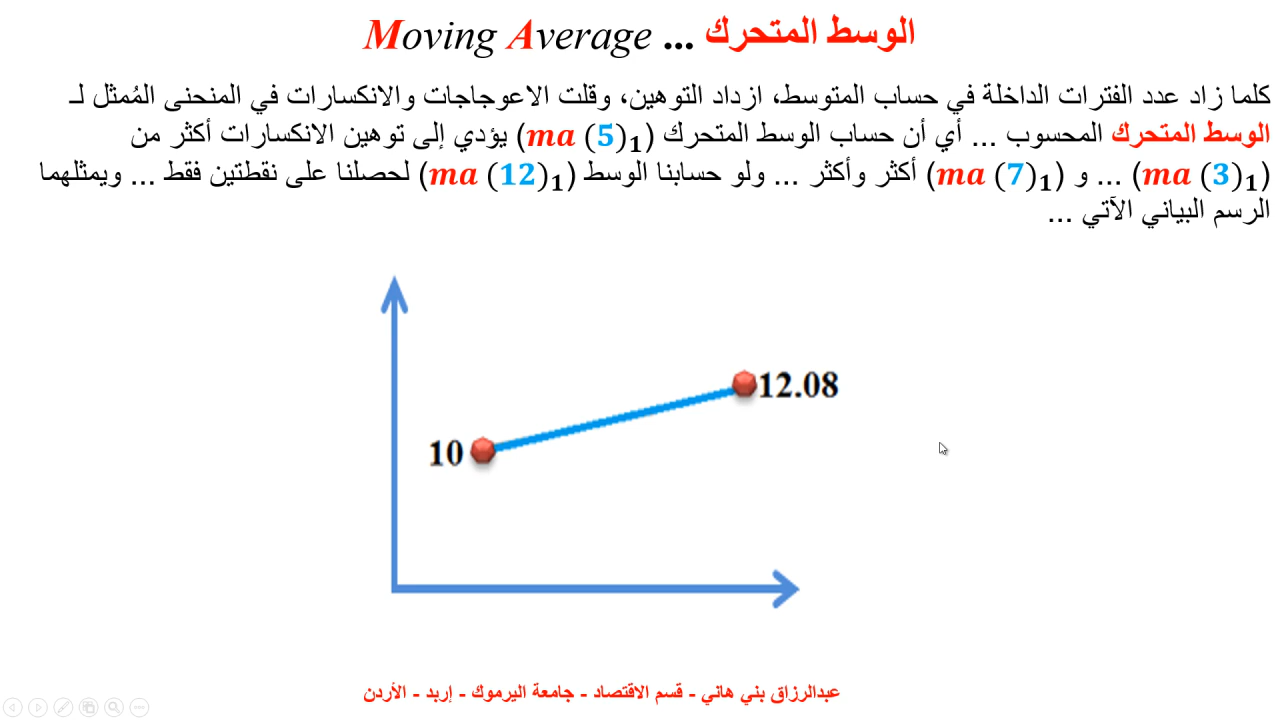 الوسط المتحرك ... Moving Average
كلما زاد عدد الفترات الداخلة في حساب المتوسط، ازداد التوهين، وقلت الاعوجاجات والانكسارات في المنحنى المُمثل لـ
الوسط المتحرك المحسوب ... أي أن حساب الوسط المتحرك (ma (5)₁) يؤدي إلى توهين الانكسارات أكثر من
(ma (3)₁) ... و (ma (7)₁) أكثر وأكثر ... ولو حسابنا الوسط (ma (12)₁) لحصلنا على نقطتين فقط ... ويمثلهما
الرسم البياني الآتي ...
12.08
10
عبدالرزاق بني هاني - قسم الاقتصاد - جامعة اليرموك - إربد - الأردن